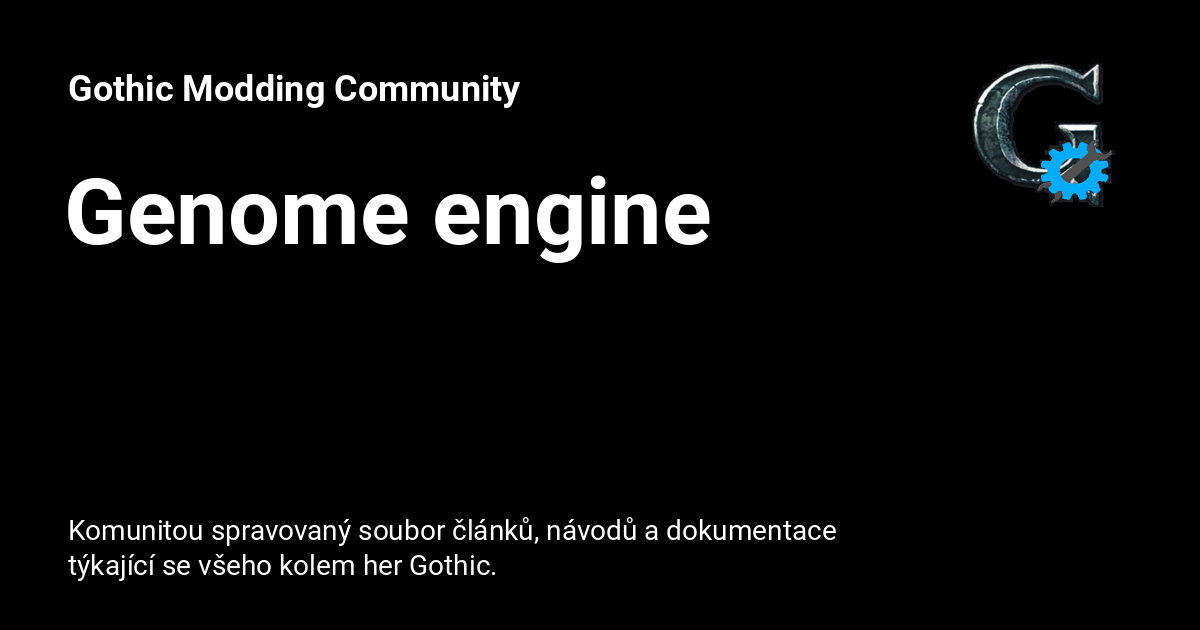 Gothic Modding Community
Genome engine
Komunitou spravovaný soubor článků, návodů a dokumentace
týkající se všeho kolem her Gothic.